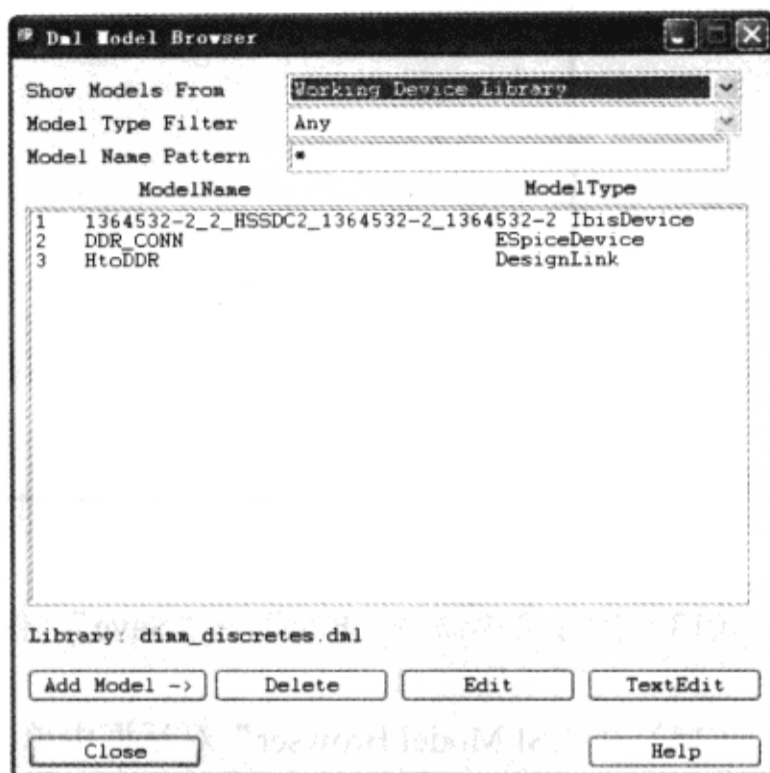 Dml Model Browser
Show Models From Working Device Library
Model Type Filter Any
Model Name Pattern *
ModelName ModelType
1 1364532-2_2_HSSDC2_1364532-2_1364532-2 IbisDevice
2 DDR_CONN ESpiceDevice
3 HtoDDR DesignLink
Library: dimm_discretes.dml
Add Model -> Delete Edit TextEdit
Close Help